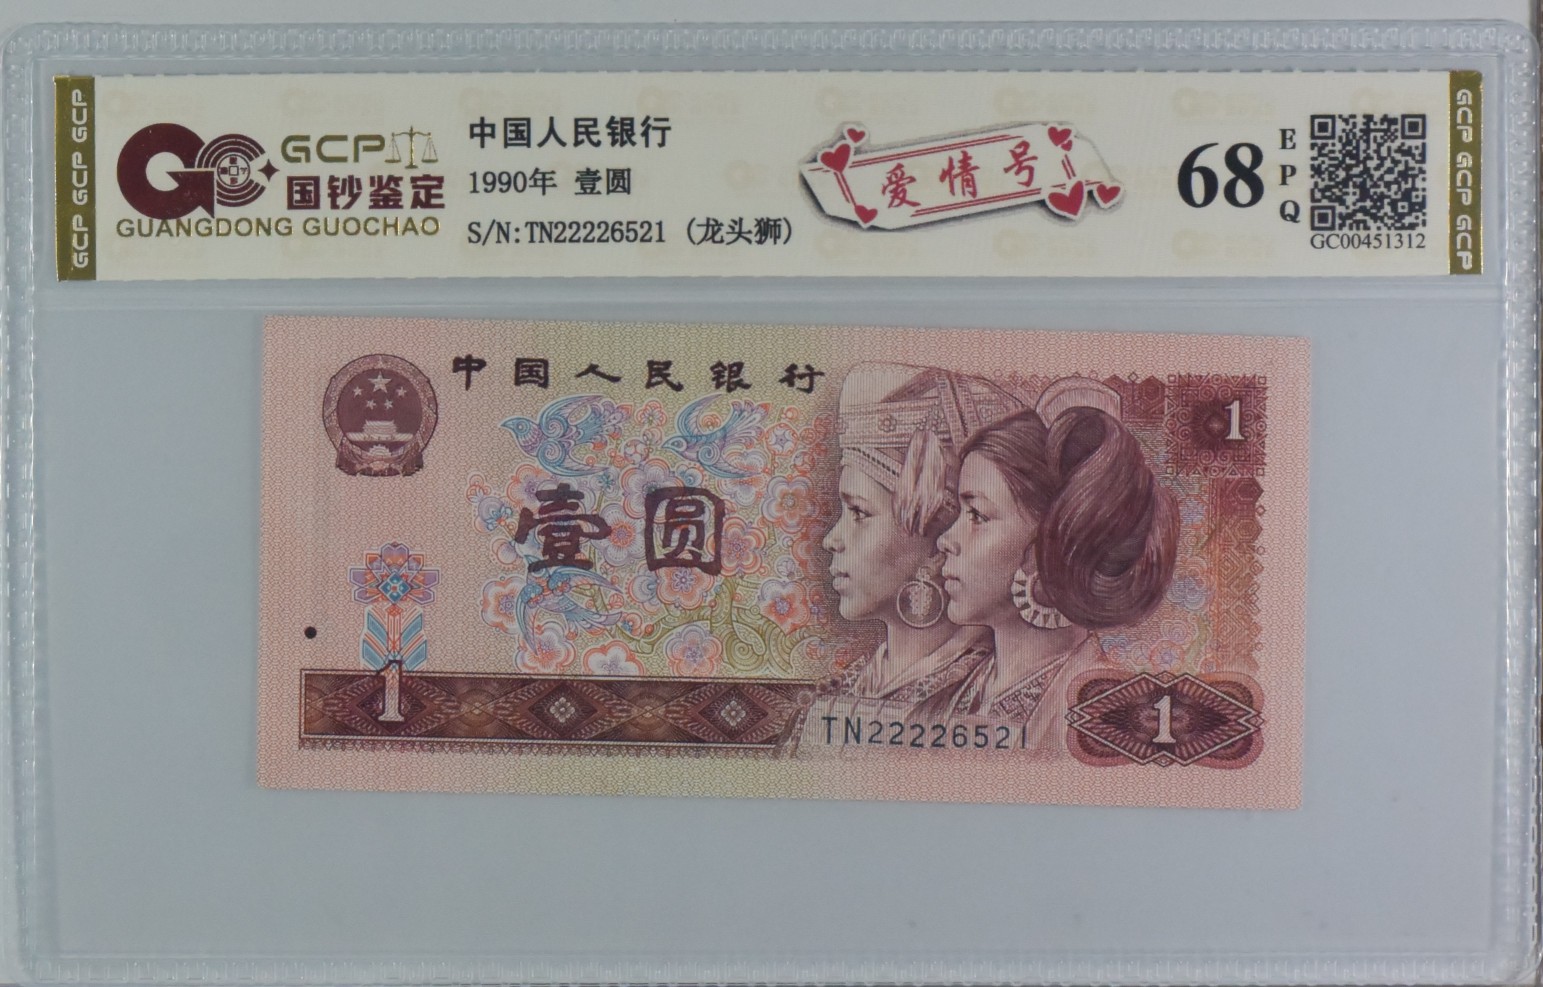 GCP GCP GCP
GCP
国钞鉴定
GUANGDONG GUOCHAO
中国人民银行
1990年 壹圆
S/N:TN22226521 (龙头狮)
爱情号
68
EPQ
GC00451312
GCP GCP GCP
中国人民银行
1
壹圆
1
TN22226521
1